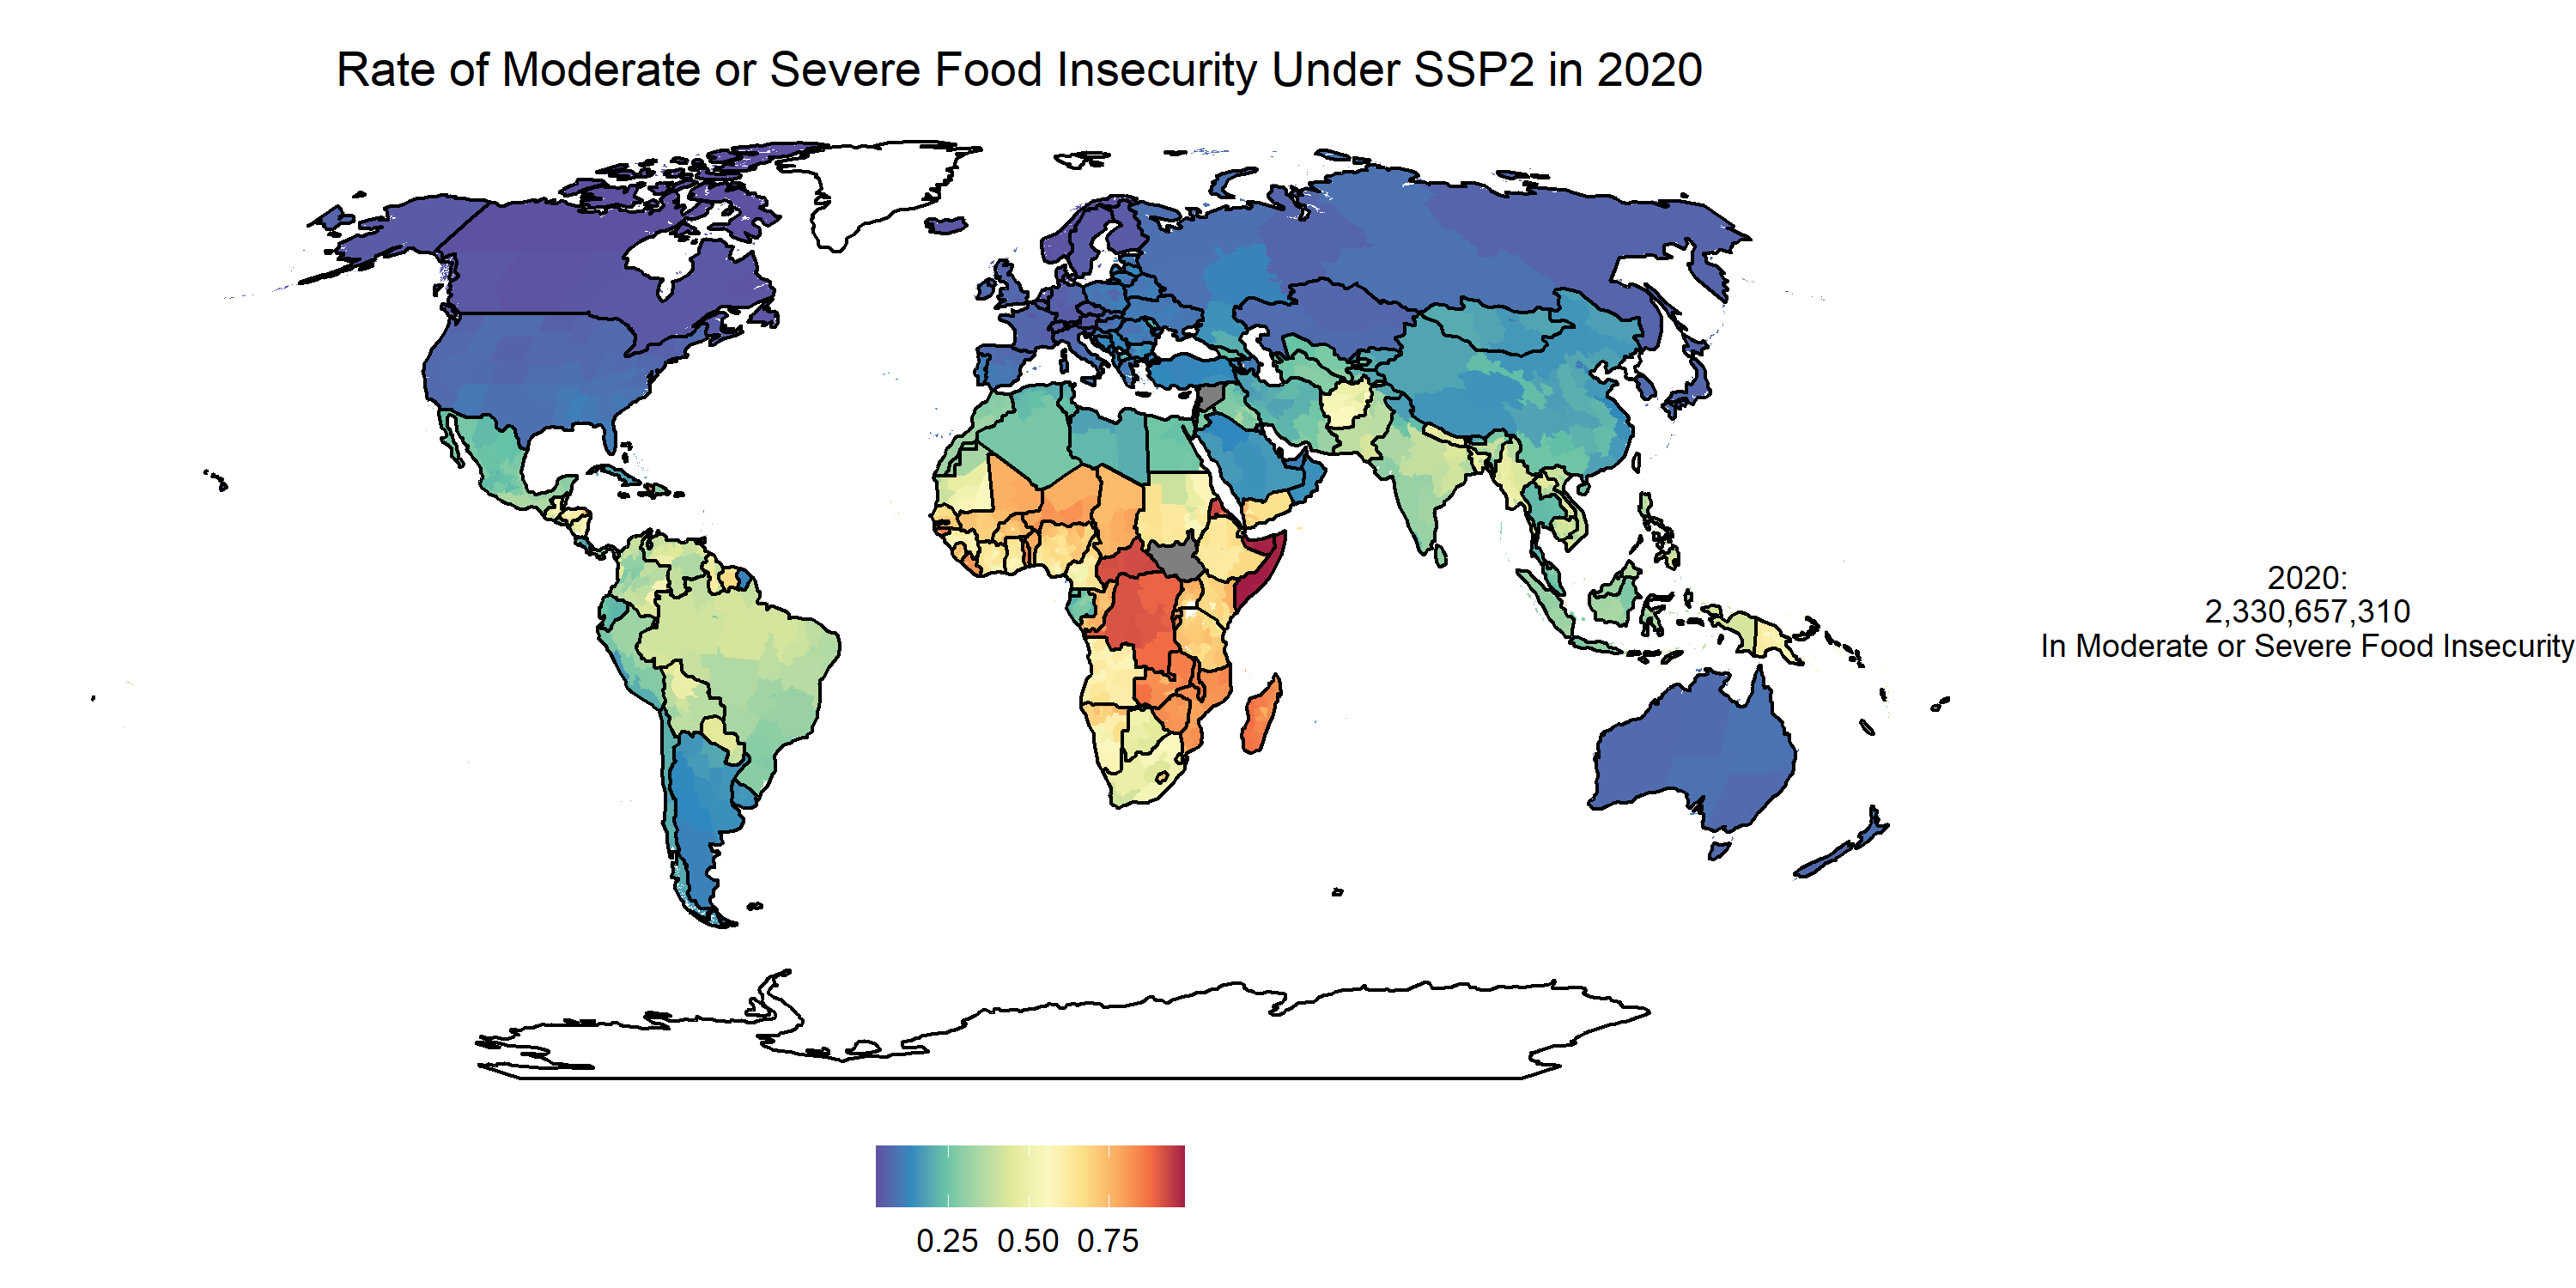 Rate of Moderate or Severe Food Insecurity Under SSP2 in 2020
2020:
2,330,657,310
In Moderate or Severe Food Insecurity
0.25 0.50 0.75